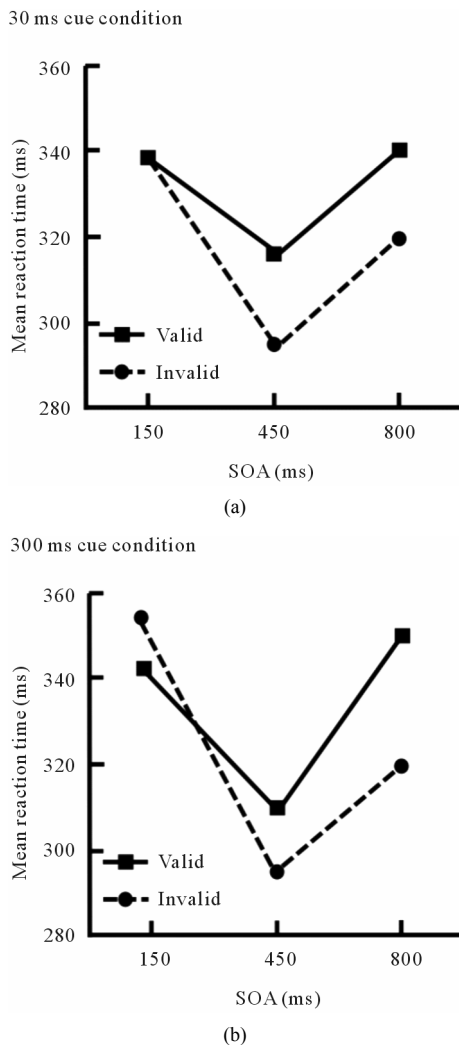 30 ms cue condition
360
340
320
300
280
Mean reaction time (ms)
Valid
Invalid
150 450 800
SOA (ms)
(a)
300 ms cue condition
360
340
320
300
280
Mean reaction time (ms)
Valid
Invalid
150 450 800
SOA (ms)
(b)